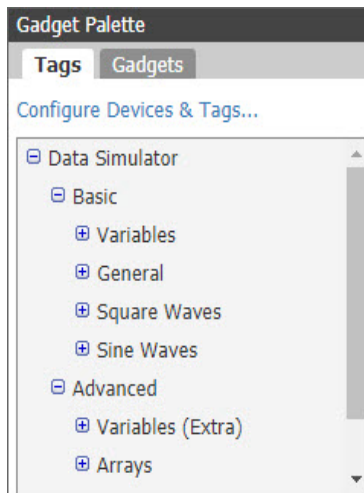 Gadget Palette
Tags Gadgets
Configure Devices & Tags...
Data Simulator
Basic
Variables
General
Square Waves
Sine Waves
Advanced
Variables (Extra)
Arrays